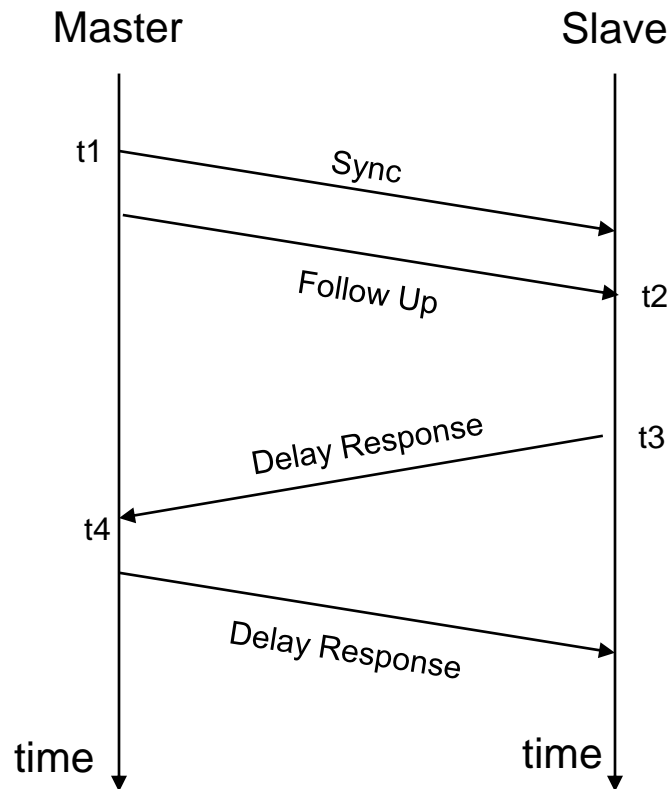 Master
Slave
t1
Sync
Follow Up
t2
Delay Response
t3
t4
Delay Response
time
time